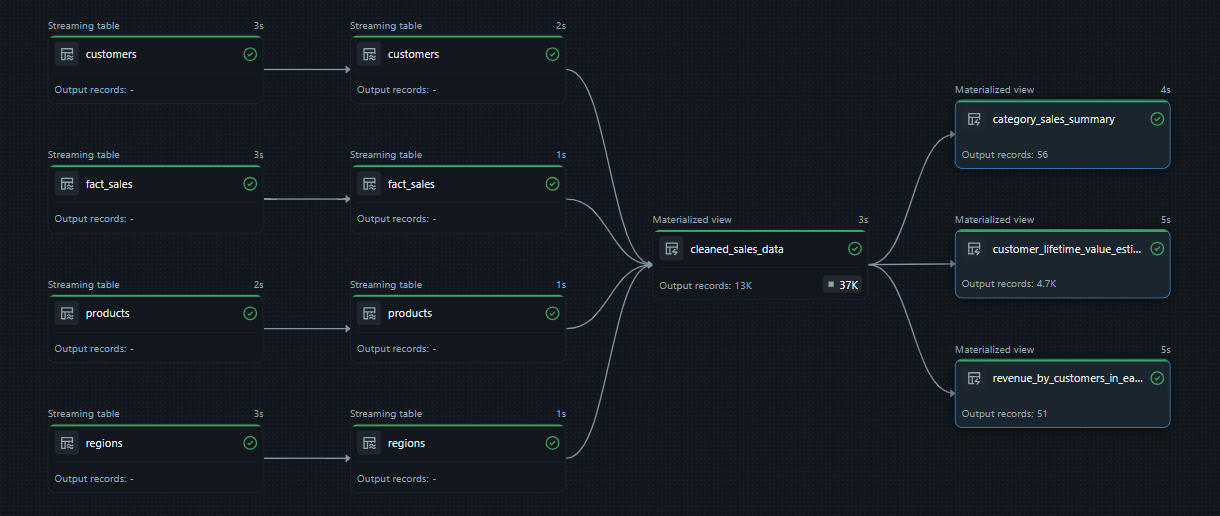 Streaming table 3s
customers
Output records: -
Streaming table 2s
customers
Output records: -
Streaming table 3s
fact_sales
Output records: -
Streaming table 1s
fact_sales
Output records: -
Streaming table 2s
products
Output records: -
Streaming table 1s
products
Output records: -
Streaming table 3s
regions
Output records: -
Streaming table 1s
regions
Output records: -
Materialized view 3s
cleaned_sales_data
Output records: 13K 37K
Materialized view 4s
category_sales_summary
Output records: 56
Materialized view 5s
customer_lifetime_value_esti...
Output records: 4.7K
Materialized view 5s
revenue_by_customers_in_ea...
Output records: 51